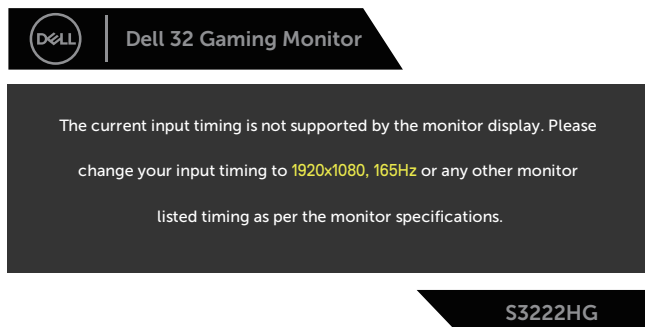 DELL
Dell 32 Gaming Monitor
The current input timing is not supported by the monitor display. Please
change your input timing to 1920x1080, 165Hz or any other monitor
listed timing as per the monitor specifications.
S3222HG